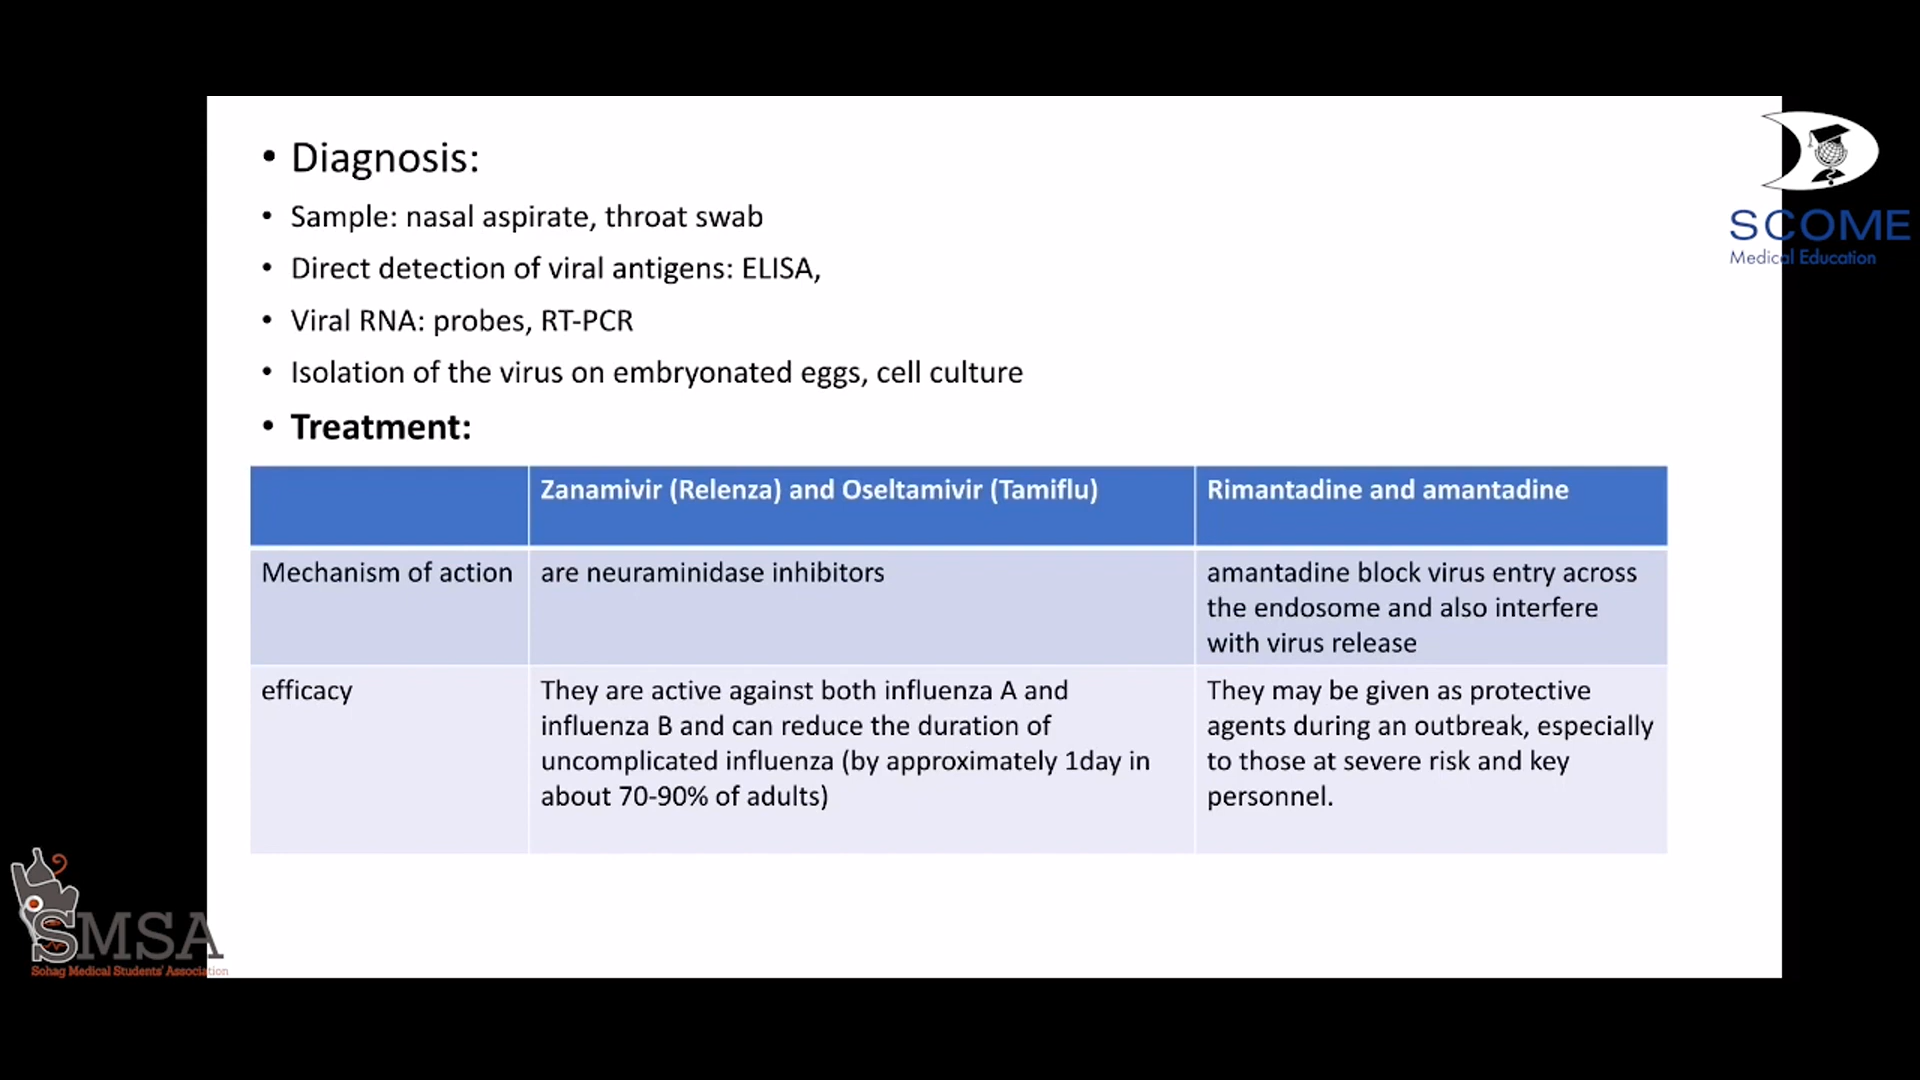 • Diagnosis:
• Sample: nasal aspirate, throat swab
• Direct detection of viral antigens: ELISA,
• Viral RNA: probes, RT-PCR
• Isolation of the virus on embryonated eggs, cell culture
• Treatment:
Zanamivir (Relenza) and Oseltamivir (Tamiflu)
Rimantadine and amantadine
Mechanism of action
are neuraminidase inhibitors
amantadine block virus entry across
the endosome and also interfere
with virus release
efficacy
They are active against both influenza A and
influenza B and can reduce the duration of
uncomplicated influenza (by approximately 1day in
about 70-90% of adults)
They may be given as protective
agents during an outbreak, especially
to those at severe risk and key
personnel.
SCOME
Medical Education
SMSA
Sohag Medical Students' Association